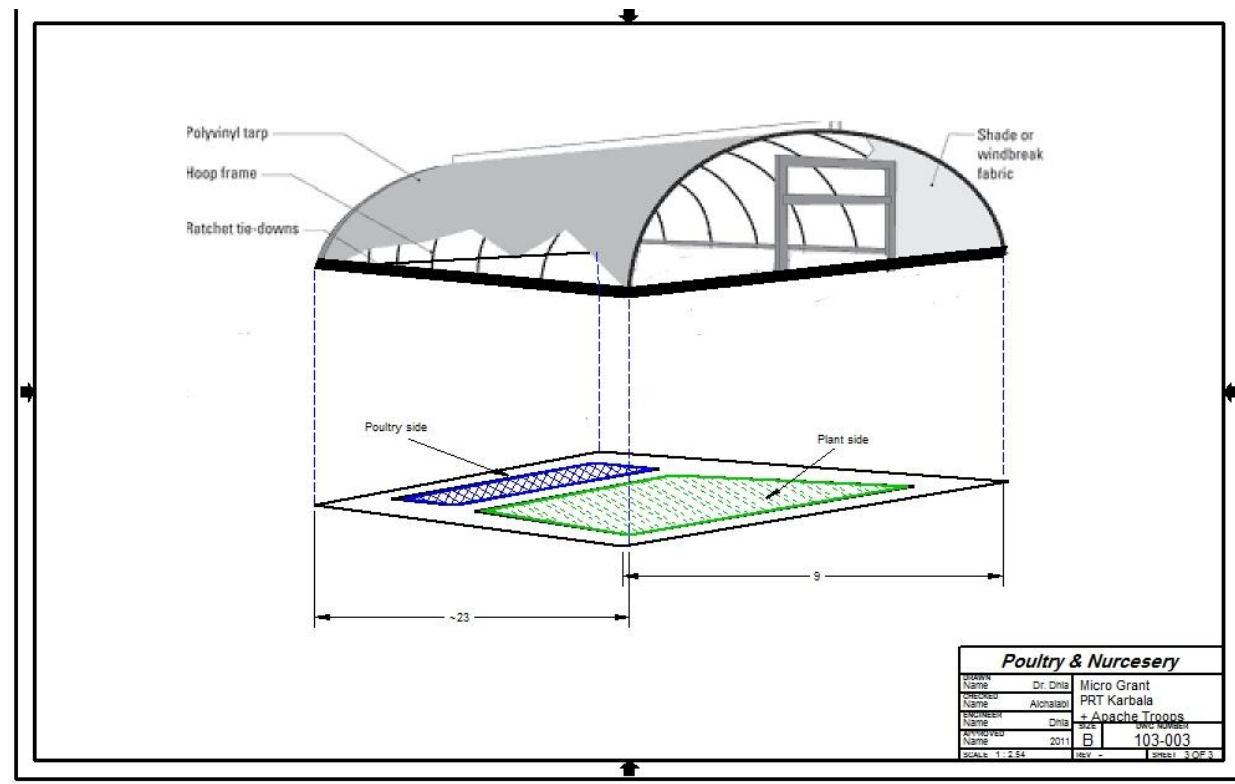 Polyvinyl tarp
Hoop frame
Ratchet tie-downs
Shade or
windbreak
fabric
Poultry side
Plant side
9
~23
Poultry & Nurcesery
DRAWN
Name Dr. Dhia
CHECKED
Name Alchalabi
ENGINEER
Name Dhia
APPROVED
Name 2011
Micro Grant
PRT Karbala
+ Apache Troops
SIZE
B
DWG NUMBER
103-003
SCALE 1 : 2.54
REV -
SHEET 3 OF 3